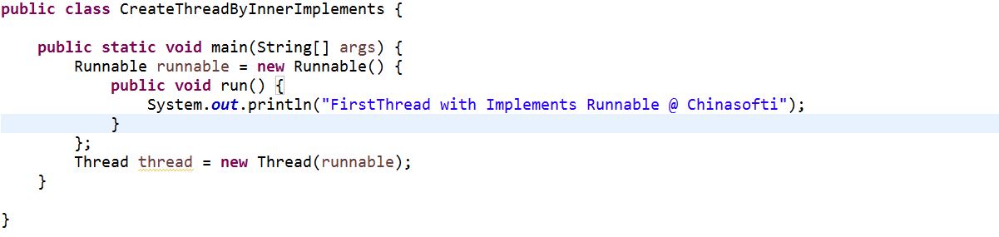 public class CreateThreadByInnerImplements {
public static void main(String[] args) {
Runnable runnable = new Runnable() {
public void run() {
System.out.println("FirstThread with Implements Runnable @ Chinasofti");
}
};
Thread thread = new Thread(runnable);
}
}